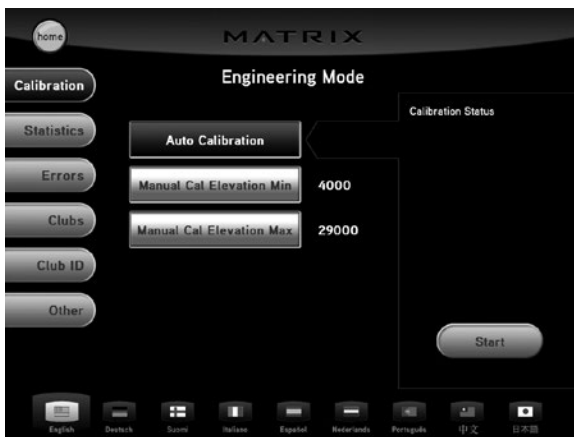 home
MATRIX
Engineering Mode
Calibration
Statistics
Errors
Clubs
Club ID
Other
Auto Calibration
Manual Cal Elevation Min 4000
Manual Cal Elevation Max 29000
Calibration Status
Start
English Deutsch Suomi Italiano Español Nederlands Português 中文 日本語